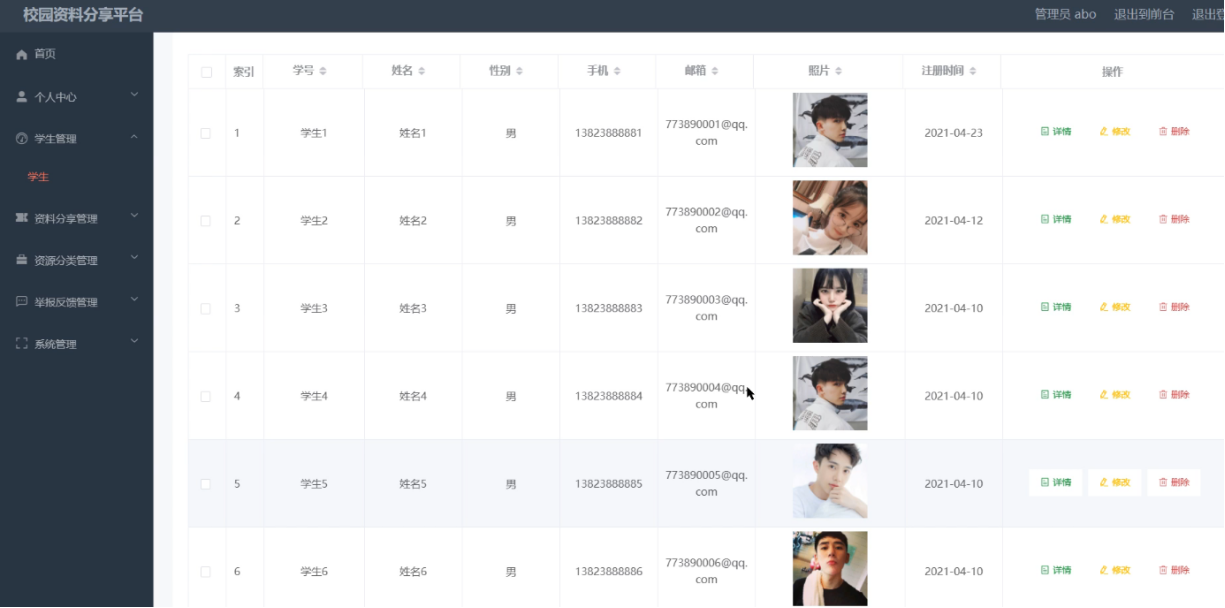 校园资料分享平台
管理员 abo 退出到前台
首页
个人中心
学生管理
学生
资料分享管理
资源分类管理
举报反馈管理
系统管理
索引 学号 姓名 性别 手机 邮箱 照片 注册时间 操作
1 学生1 姓名1 男 13823888881 773890001@qq.
com
2021-04-23 详情 修改 删除
2 学生2 姓名2 男 13823888882 773890002@qq.
com
2021-04-12 详情 修改 删除
3 学生3 姓名3 男 13823888883 773890003@qq.
com
2021-04-10 详情 修改 删除
4 学生4 姓名4 男 13823888884 773890004@qq.
com
2021-04-10 详情 修改 删除
5 学生5 姓名5 男 13823888885 773890005@qq.
com
2021-04-10 详情 修改 删除
6 学生6 姓名6 男 13823888886 773890006@qq.
com
2021-04-10 详情 修改 删除